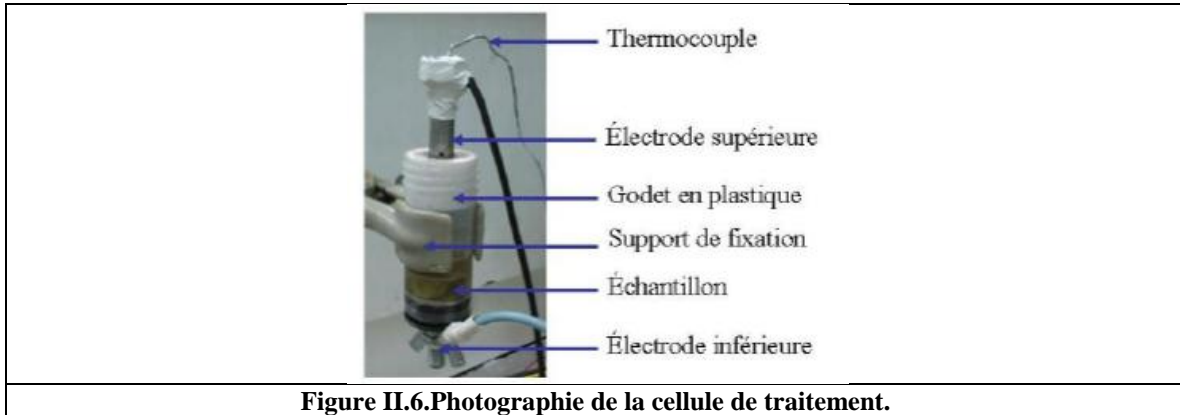 Thermocouple
Électrode supérieure
Godet en plastique
Support de fixation
Échantillon
Électrode inférieure
Figure II.6.Photographie de la cellule de traitement.